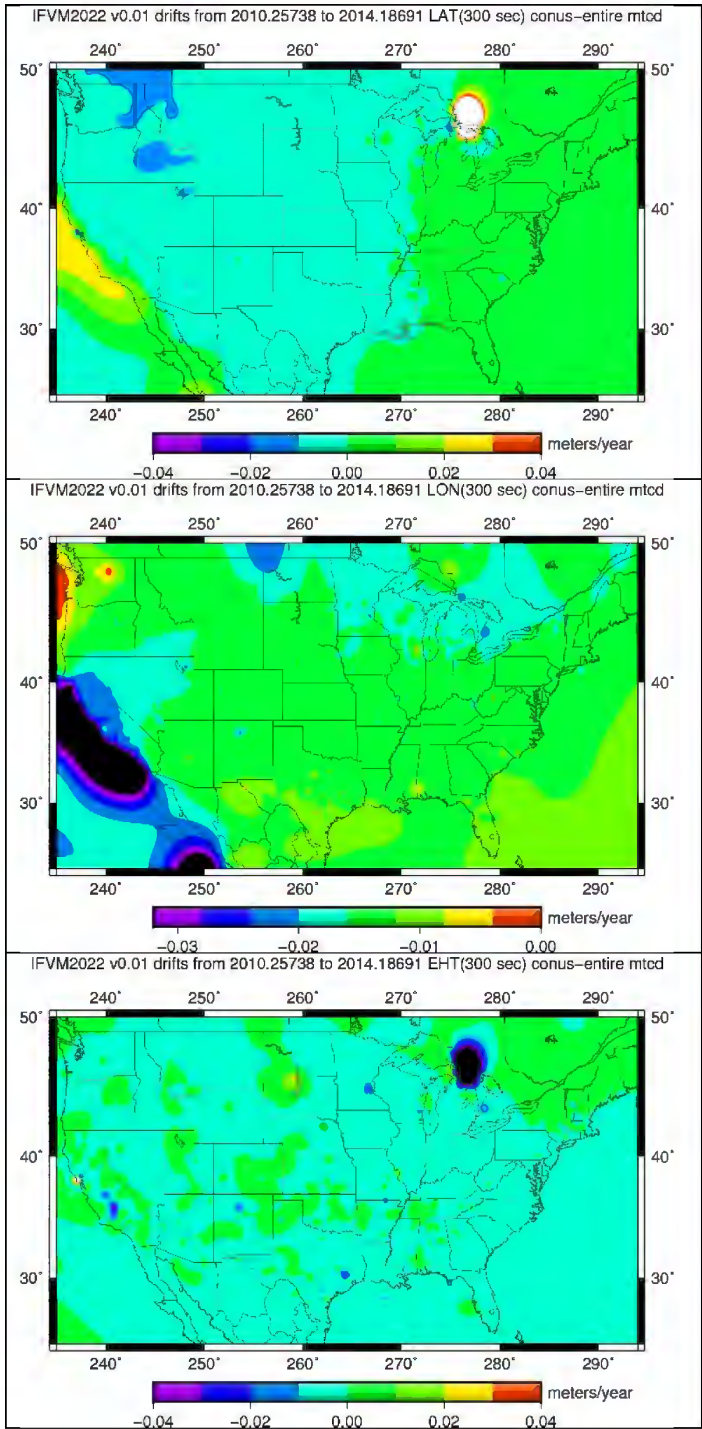 IFVM2022 v0.01 drifts from 2010.25738 to 2014.18691 LAT(300 sec) conus−entire mtcd
240° 250° 260° 270° 280° 290°
50° 50°
40° 40°
30° 30°
240° 250° 260° 270° 280° 290°
meters/year
−0.04 −0.02 0.00 0.02 0.04
IFVM2022 v0.01 drifts from 2010.25738 to 2014.18691 LON(300 sec) conus−entire mtcd
240° 250° 260° 270° 280° 290°
50° 50°
40° 40°
30° 30°
240° 250° 260° 270° 280° 290°
meters/year
−0.03 −0.02 −0.01 0.00
IFVM2022 v0.01 drifts from 2010.25738 to 2014.18691 EHT(300 sec) conus−entire mtcd
240° 250° 260° 270° 280° 290°
50° 50°
40° 40°
30° 30°
240° 250° 260° 270° 280° 290°
meters/year
−0.04 −0.02 0.00 0.02 0.04